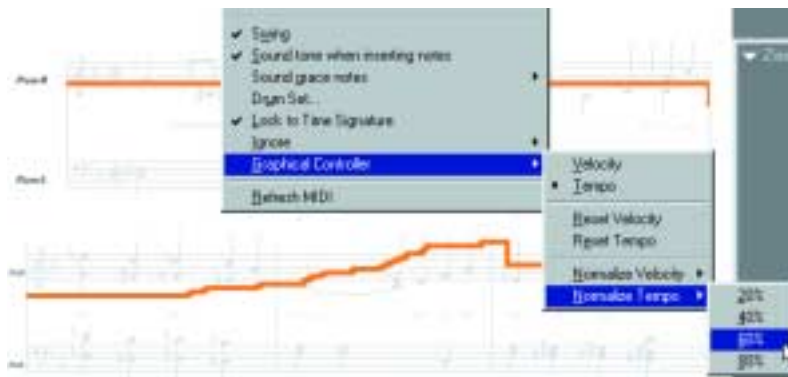 Swing
Sound tone when inserting notes
Sound grace notes
Drum Set...
Lock to Time Signature
Ignore
Graphical Controller
Refresh MIDI
Velocity
Tempo
Reset Velocity
Reset Tempo
Normalize Velocity
Normalize Tempo
20%
40%
60%
80%